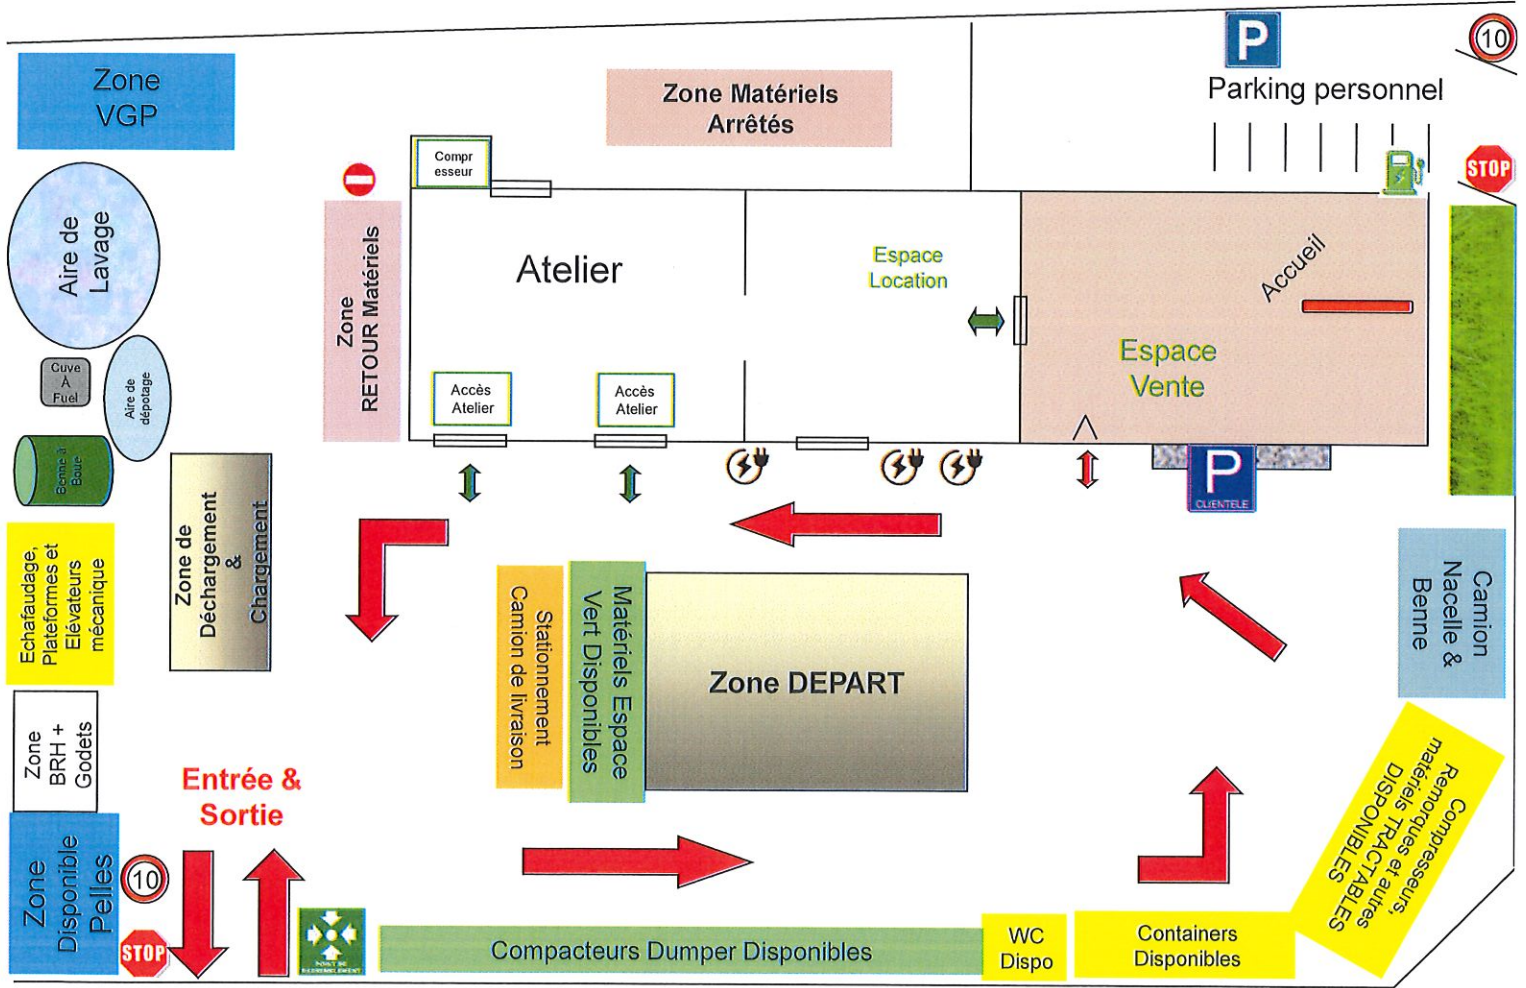 Zone
VGP
Zone Matériels
Arrêtés
P
Parking personnel
10
STOP
Compr
esseur
Aire de
Lavage
Zone
RETOUR Matériels
Atelier
Espace
Location
Accueil
Espace
Vente
Cuve
À
Fuel
Aire de
dépotage
Accès
Atelier
Accès
Atelier
Benne à
Boue
P
CLIENTELE
Zone de
Déchargement
&
Chargement
Echafaudage,
Plateformes et
Elévateurs
mécanique
Camion
Nacelle &
Benne
Stationnement
Camion de livraison
Matériels Espace
Vert Disponibles
Zone DEPART
Zone
BRH +
Godets
Entrée &
Sortie
Compresseurs,
Remorques et autres
matériels TRACTABLES
DISPONIBLES
Zone
Disponible
Pelles
10
STOP
POINT DE
RASSEMBLEMENT
Compacteurs Dumper Disponibles
WC
Dispo
Containers
Disponibles